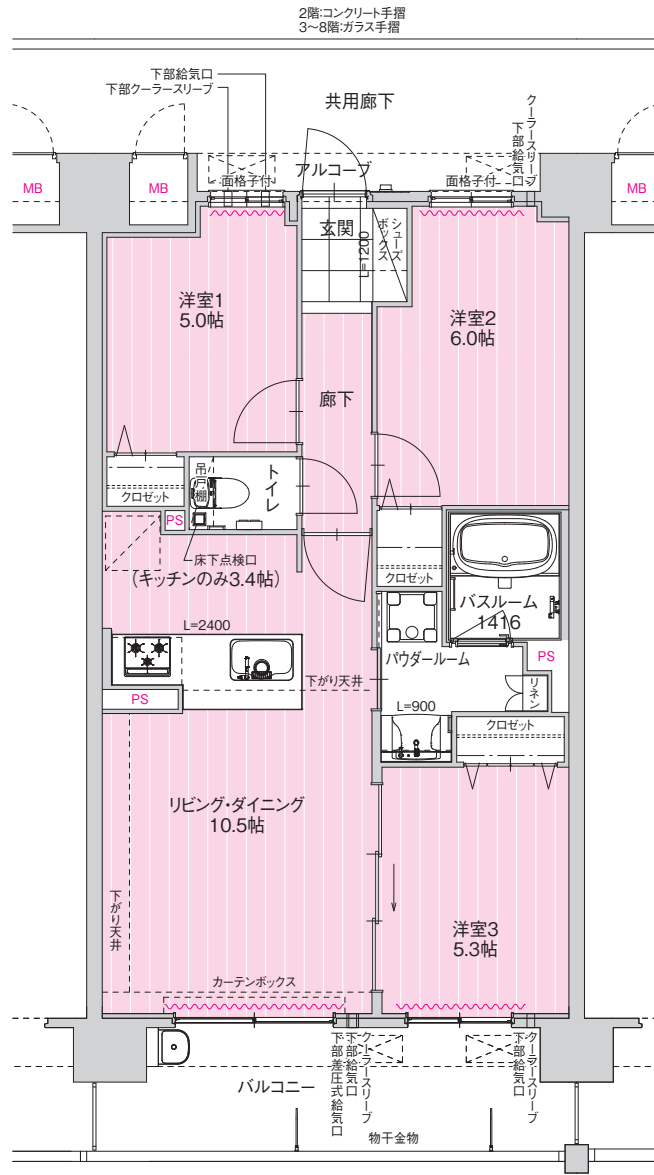 2階:コンクリート手摺
3〜8階:ガラス手摺
下部給気口
下部クーラースリーブ
共用廊下
クーラースリーブ
下部給気口
アルコーブ
面格子付
面格子付
MB
MB
MB
玄関
L=1200
シューズ
ボックス
洋室1
5.0帖
洋室2
6.0帖
廊下
クロゼット
吊戸棚
トイレ
PS
床下点検口
(キッチンのみ3.4帖)
クロゼット
バスルーム
1416
L=2400
パウダールーム
PS
下がり天井
リネン
PS
L=900
クロゼット
リビング・ダイニング
10.5帖
下がり天井
洋室3
5.3帖
カーテンボックス
クーラースリーブ
下部給気口
下部差圧式給気口
クーラースリーブ
下部給気口
バルコニー
物干金物